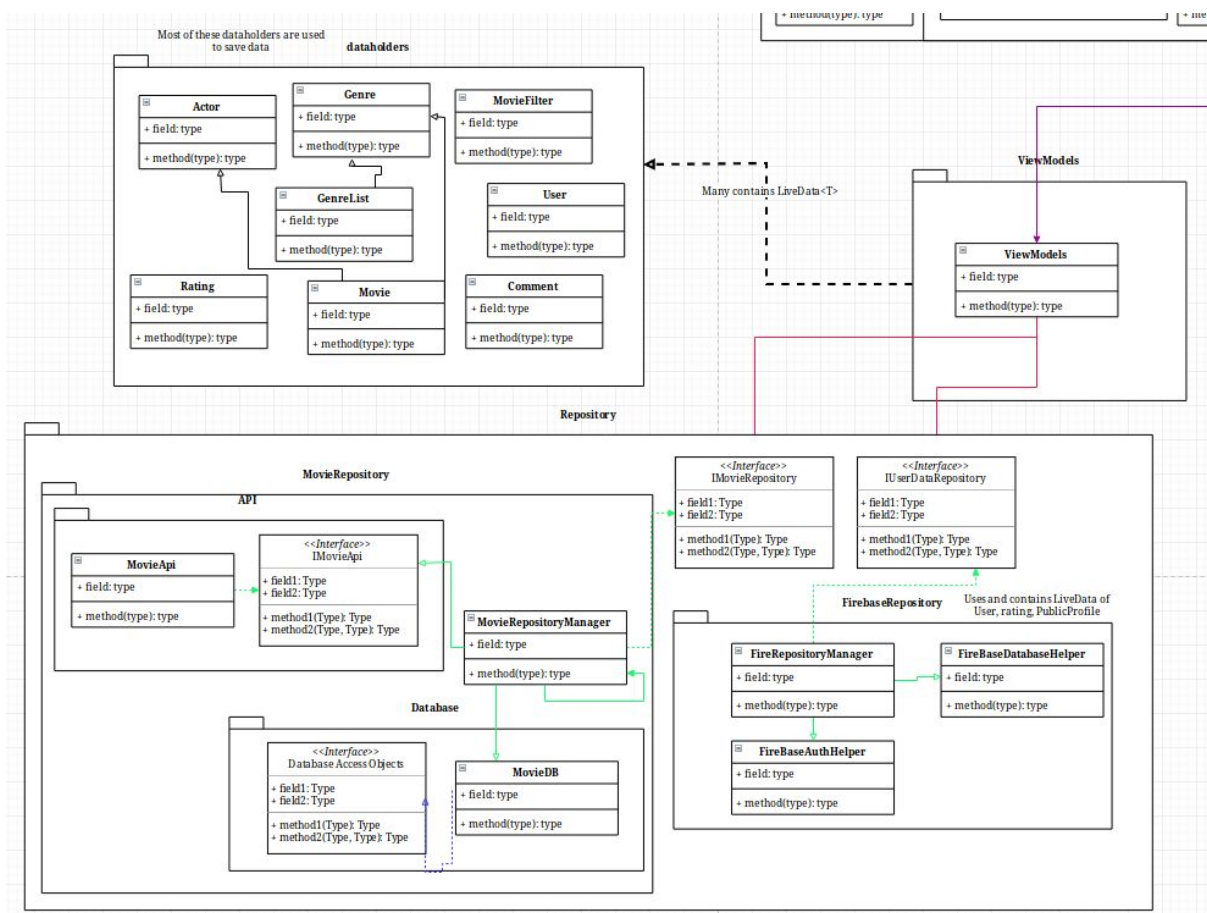 + method(type): type
Most of these dataholders are used
to save data
dataholders
Actor
+ field: type
+ method(type): type
Genre
+ field: type
+ method(type): type
MovieFilter
+ field: type
+ method(type): type
GenreList
+ field: type
+ method(type): type
User
+ field: type
+ method(type): type
Rating
+ field: type
+ method(type): type
Movie
+ field: type
+ method(type): type
Comment
+ field: type
+ method(type): type
Many contains LiveData<T>
ViewModels
ViewModels
+ field: type
+ method(type): type
Repository
MovieRepository
API
MovieApi
+ field: type
+ method(type): type
<<Interface>>
IMovieApi
+ field1: Type
+ field2: Type
+ method1(Type): Type
+ method2(Type, Type): Type
MovieRepositoryManager
+ field: type
+ method(type): type
Database
<<Interface>>
Database Access Objects
+ field1: Type
+ field2: Type
+ method1(Type): Type
+ method2(Type, Type): Type
MovieDB
+ field: type
+ method(type): type
<<Interface>>
IMovieRepository
+ field1: Type
+ field2: Type
+ method1(Type): Type
+ method2(Type, Type): Type
<<Interface>>
IUserDataRepository
+ field1: Type
+ field2: Type
+ method1(Type): Type
+ method2(Type, Type): Type
FirebaseRepository
Uses and contains LiveData of
User, rating, PublicProfile
FireRepositoryManager
+ field: type
+ method(type): type
FireBaseDatabaseHelper
+ field: type
+ method(type): type
FireBaseAuthHelper
+ field: type
+ method(type): type